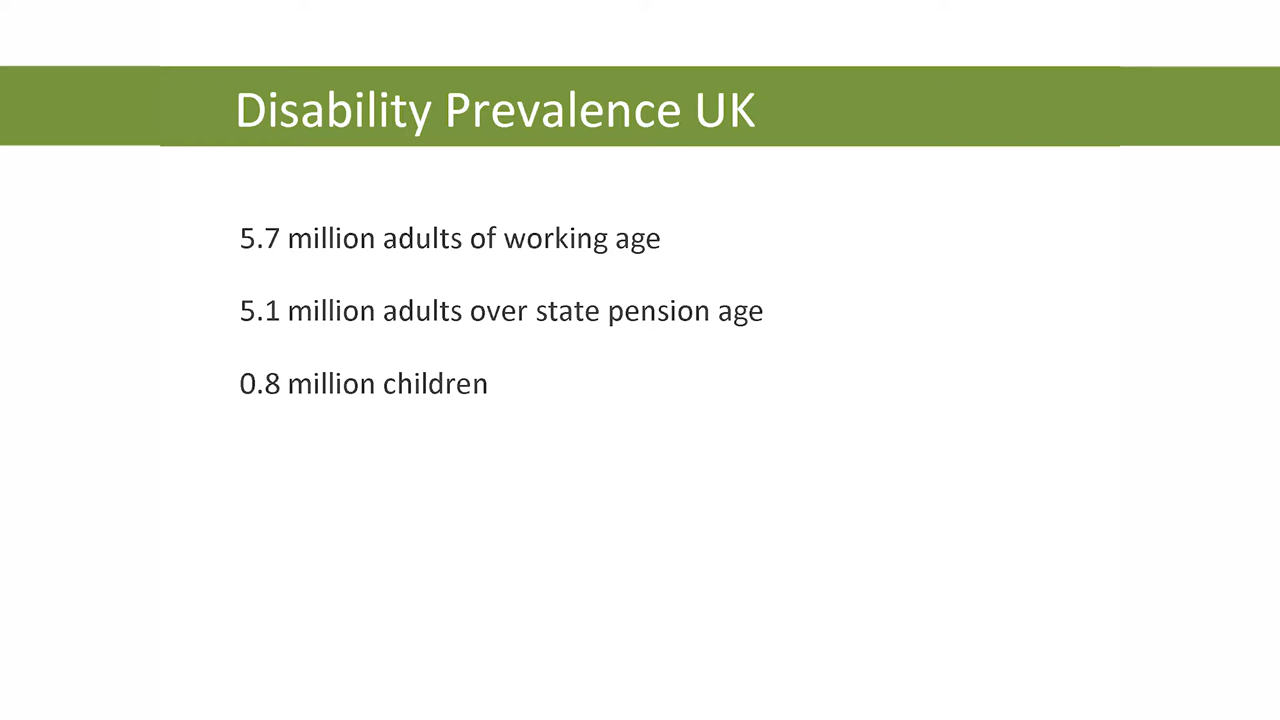 Disability Prevalence UK
5.7 million adults of working age
5.1 million adults over state pension age
0.8 million children